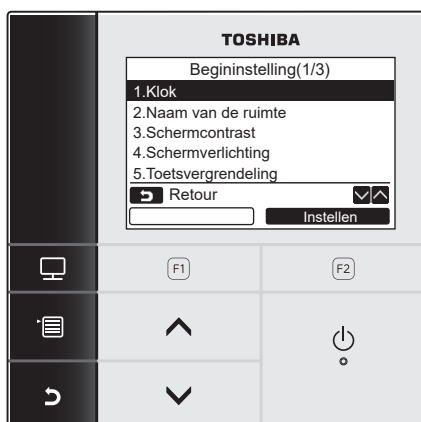 TOSHIBA
Begininstelling(1/3)
1.Klok
2.Naam van de ruimte
3.Schermcontrast
4.Schermverlichting
5.Toetsvergrendeling
Retour
Instellen
F1 F2